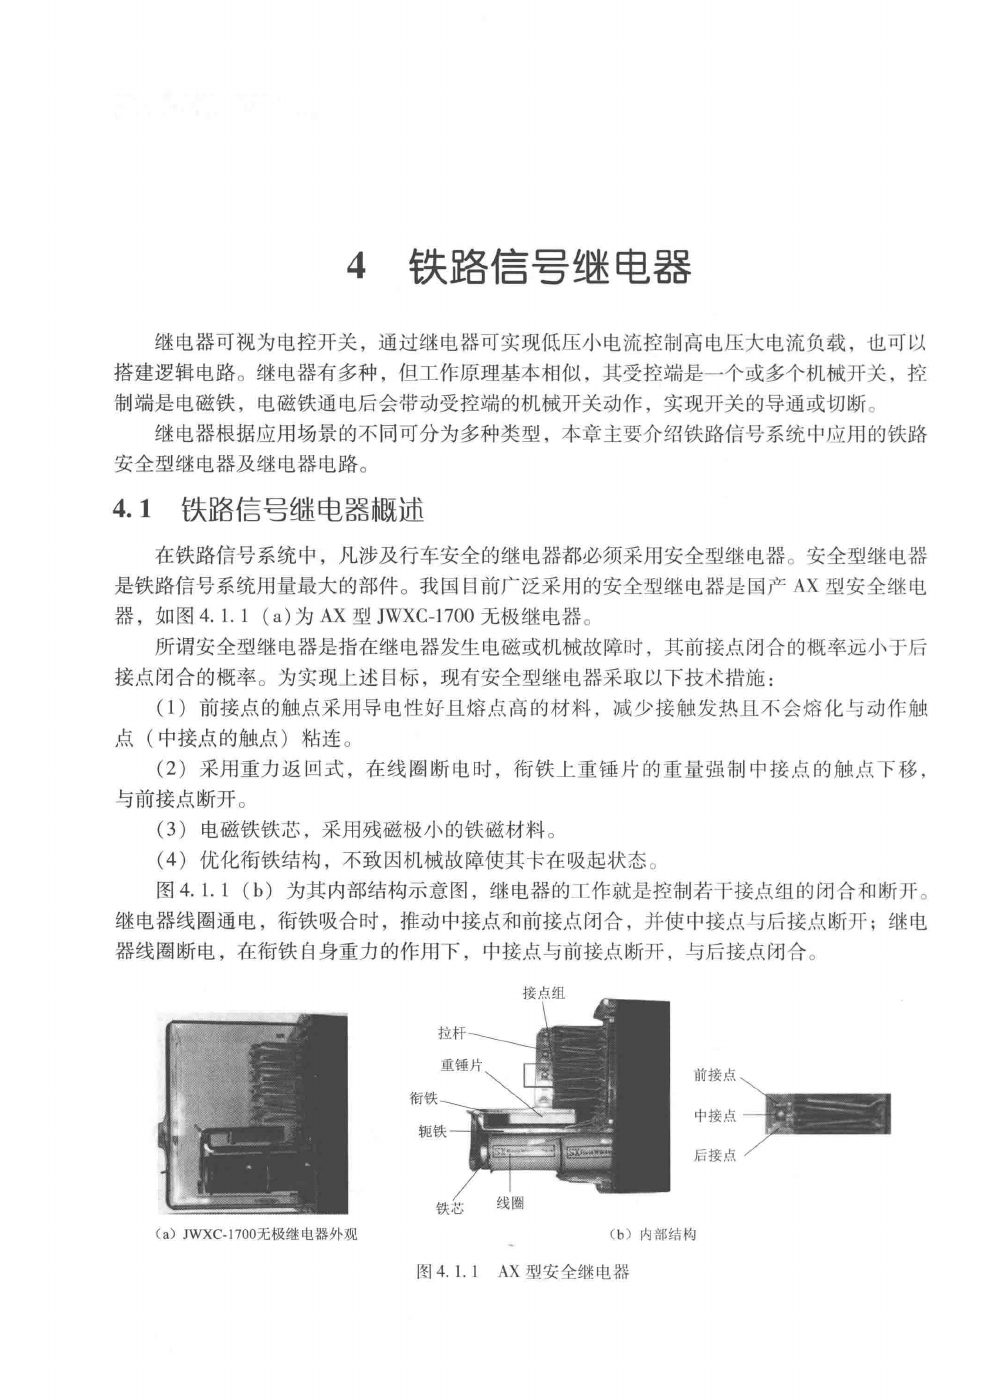 4 铁路信号继电器
继电器可视为电控开关，通过继电器可实现低压小电流控制高电压大电流负载，也可以
搭建逻辑电路。继电器有多种，但工作原理基本相似，其受控端是一个或多个机械开关，控
制端是电磁铁，电磁铁通电后会带动受控端的机械开关动作，实现开关的导通或切断。
继电器根据应用场景的不同可分为多种类型，本章主要介绍铁路信号系统中应用的铁路
安全型继电器及继电器电路。
4.1 铁路信号继电器概述
在铁路信号系统中，凡涉及行车安全的继电器都必须采用安全型继电器。安全型继电器
是铁路信号系统用量最大的部件。我国目前广泛采用的安全型继电器是国产 AX 型安全继电
器，如图 4.1.1（a)为 AX 型 JWXC-1700 无极继电器。
所谓安全型继电器是指在继电器发生电磁或机械故障时，其前接点闭合的概率远小于后
接点闭合的概率。为实现上述目标，现有安全型继电器采取以下技术措施：
（1）前接点的触点采用导电性好且熔点高的材料，减少接触发热且不会熔化与动作触
点（中接点的触点）粘连。
（2）采用重力返回式，在线圈断电时，衔铁上重锤片的重量强制中接点的触点下移，
与前接点断开。
（3）电磁铁铁芯，采用残磁极小的铁磁材料。
（4）优化衔铁结构，不致因机械故障使其卡在吸起状态。
图 4.1.1（b）为其内部结构示意图，继电器的工作就是控制若干接点组的闭合和断开。
继电器线圈通电，衔铁吸合时，推动中接点和前接点闭合，并使中接点与后接点断开；继电
器线圈断电，在衔铁自身重力的作用下，中接点与前接点断开，与后接点闭合。
接点组
拉杆
重锤片
衔铁
轭铁
铁芯
线圈
前接点
中接点
后接点
（a）JWXC-1700无极继电器外观
（b）内部结构
图 4.1.1 AX 型安全继电器